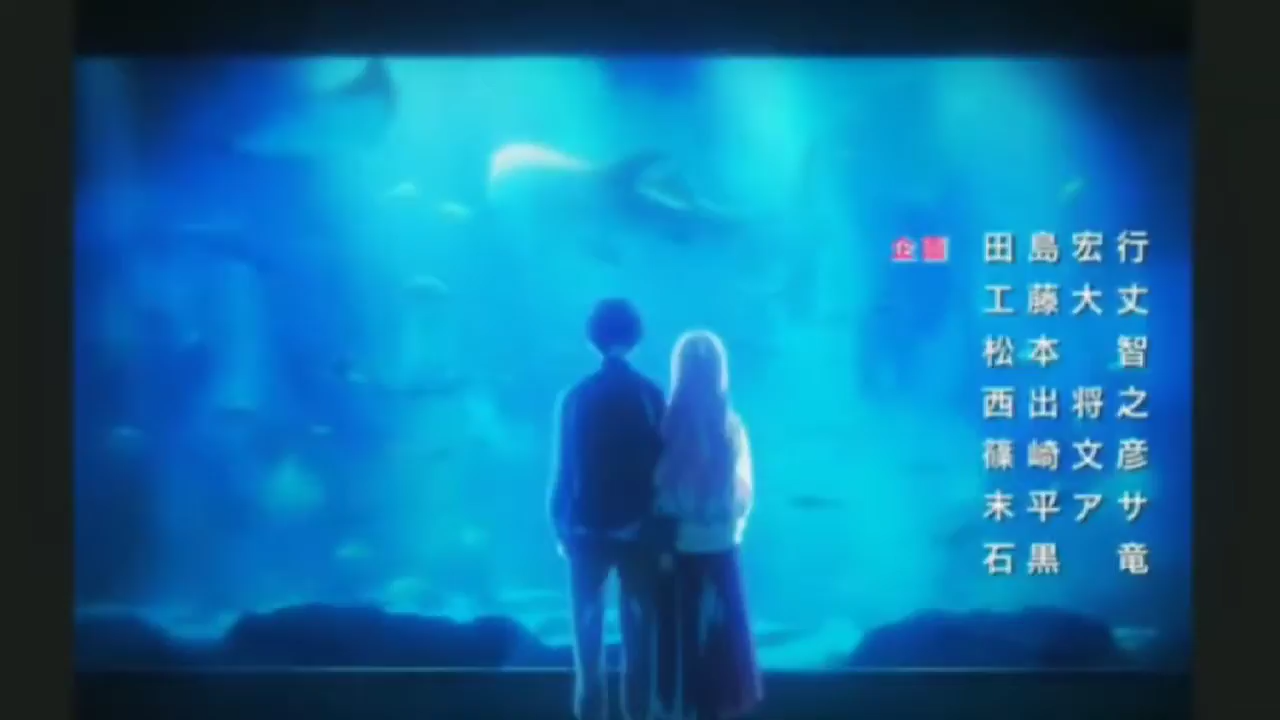 企画 田島宏行
工藤大丈
松本 智
西出将之
篠崎文彦
末平アサ
石黒 竜